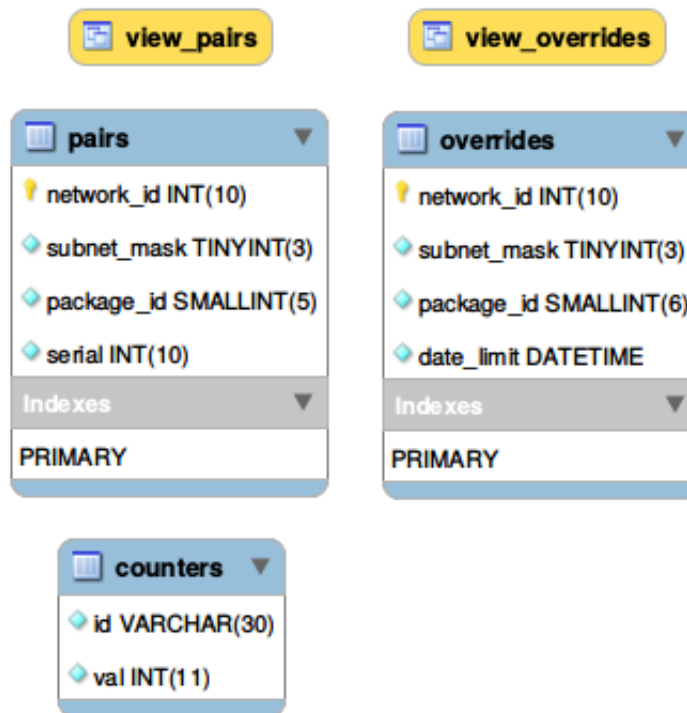 view_pairs
view_overrides
pairs
network_id INT(10)
subnet_mask TINYINT(3)
package_id SMALLINT(5)
serial INT(10)
Indexes
PRIMARY
overrides
network_id INT(10)
subnet_mask TINYINT(3)
package_id SMALLINT(6)
date_limit DATETIME
Indexes
PRIMARY
counters
id VARCHAR(30)
val INT(11)